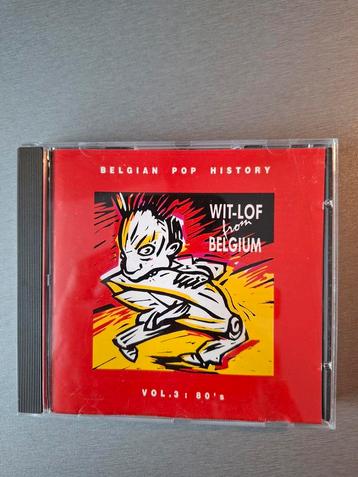 BELGIAN POP HISTORY
WIT-LOF
from
BELGIUM
VOL.3: 80's